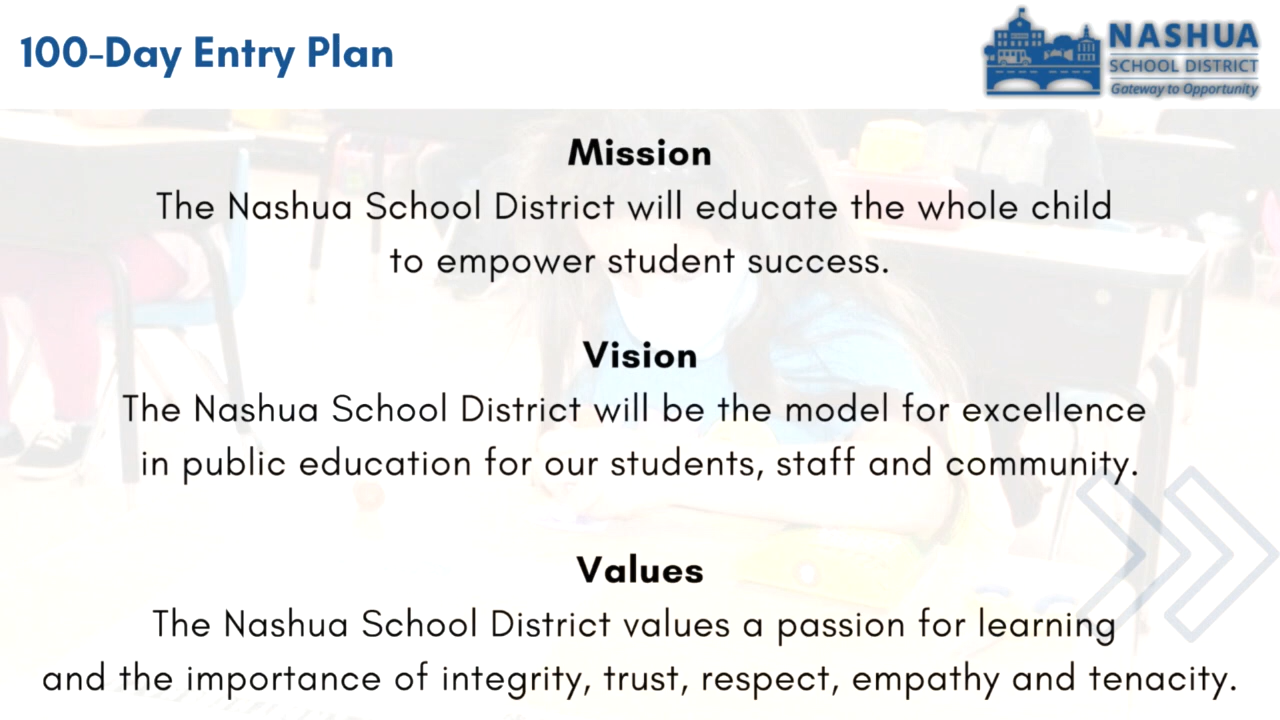 100-Day Entry Plan
NASHUA
SCHOOL DISTRICT
Gateway to Opportunity
Mission
The Nashua School District will educate the whole child
to empower student success.
Vision
The Nashua School District will be the model for excellence
in public education for our students, staff and community.
Values
The Nashua School District values a passion for learning
and the importance of integrity, trust, respect, empathy and tenacity.